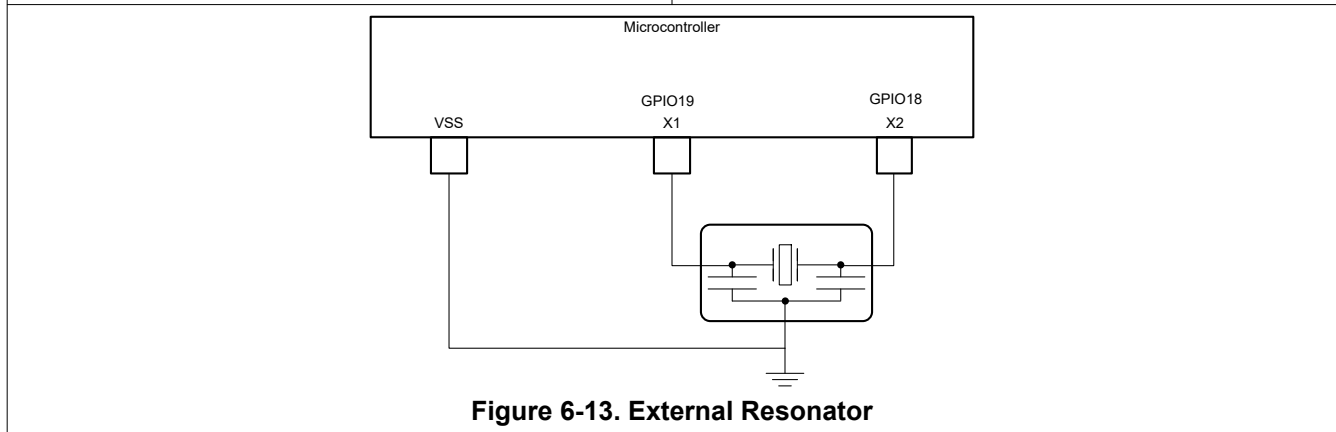 Microcontroller
GPIO19
GPIO18
VSS
X1
X2
Figure 6-13. External Resonator